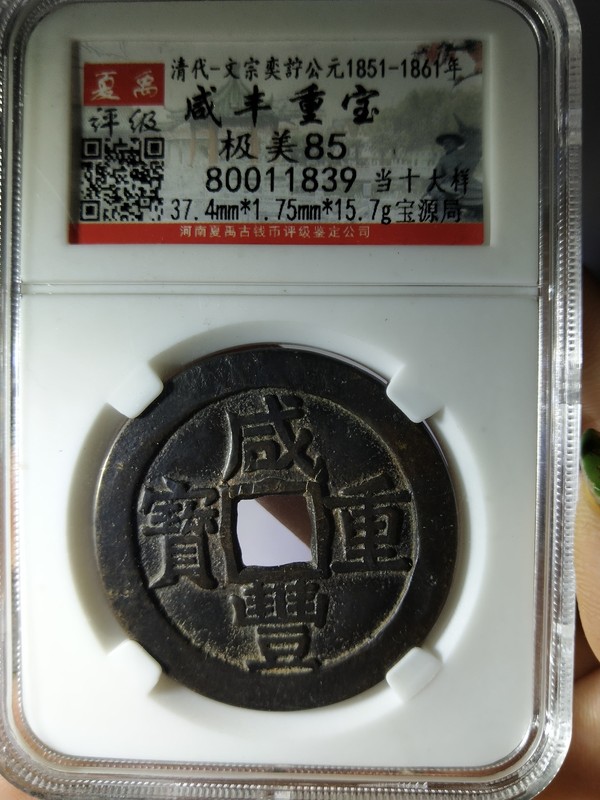 清代-文宗奕詝公元1851-1861年
夏禹
评级
咸丰重宝
极美85
80011839 当十大样
37.4mm*1.75mm*15.7g宝源局
河南夏禹古钱币评级鉴定公司
咸
寶 重
豐